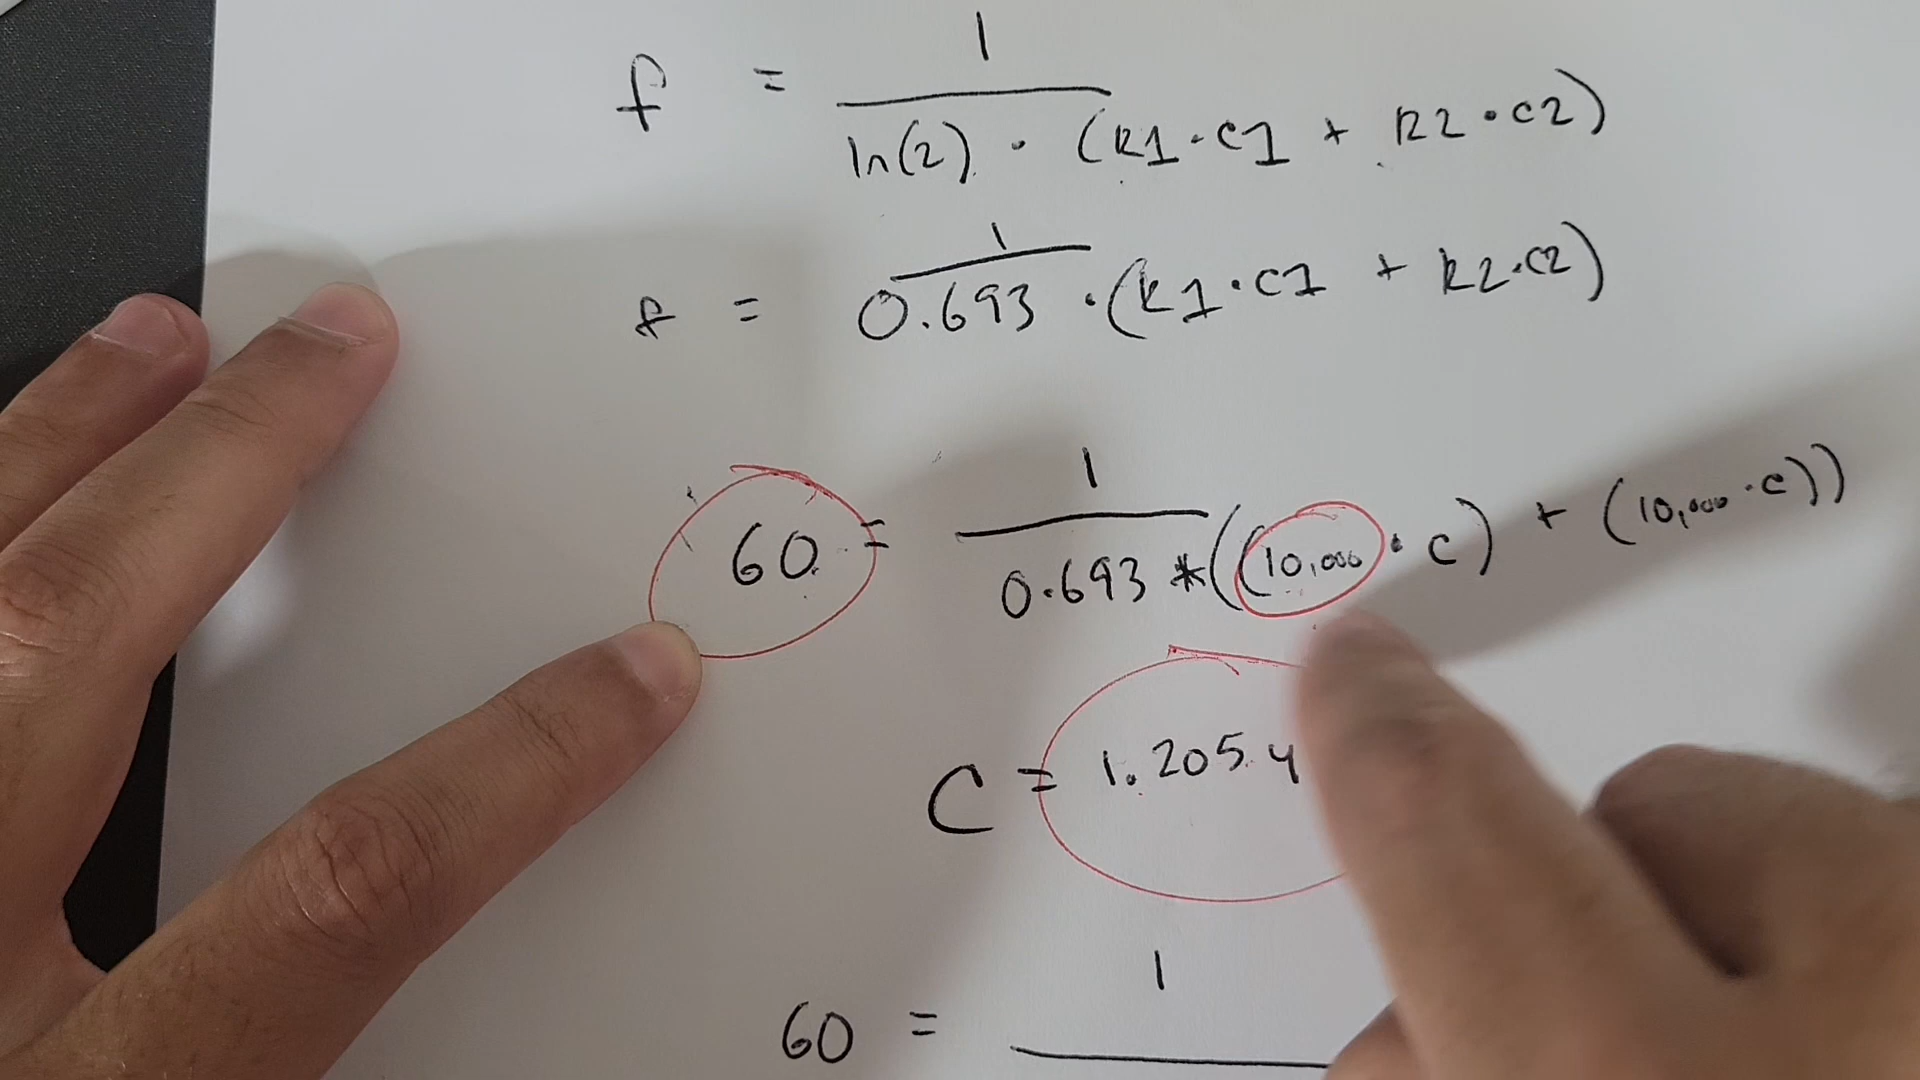 f = 1 / ln(2) · (R1·C1 + R2·C2)
f = 1 / 0.693 · (R1·C1 + R2·C2)
60 = 1 / 0.693 * ((10,000 · C) + (10,000 · C))
C = 1.205
60 = 1